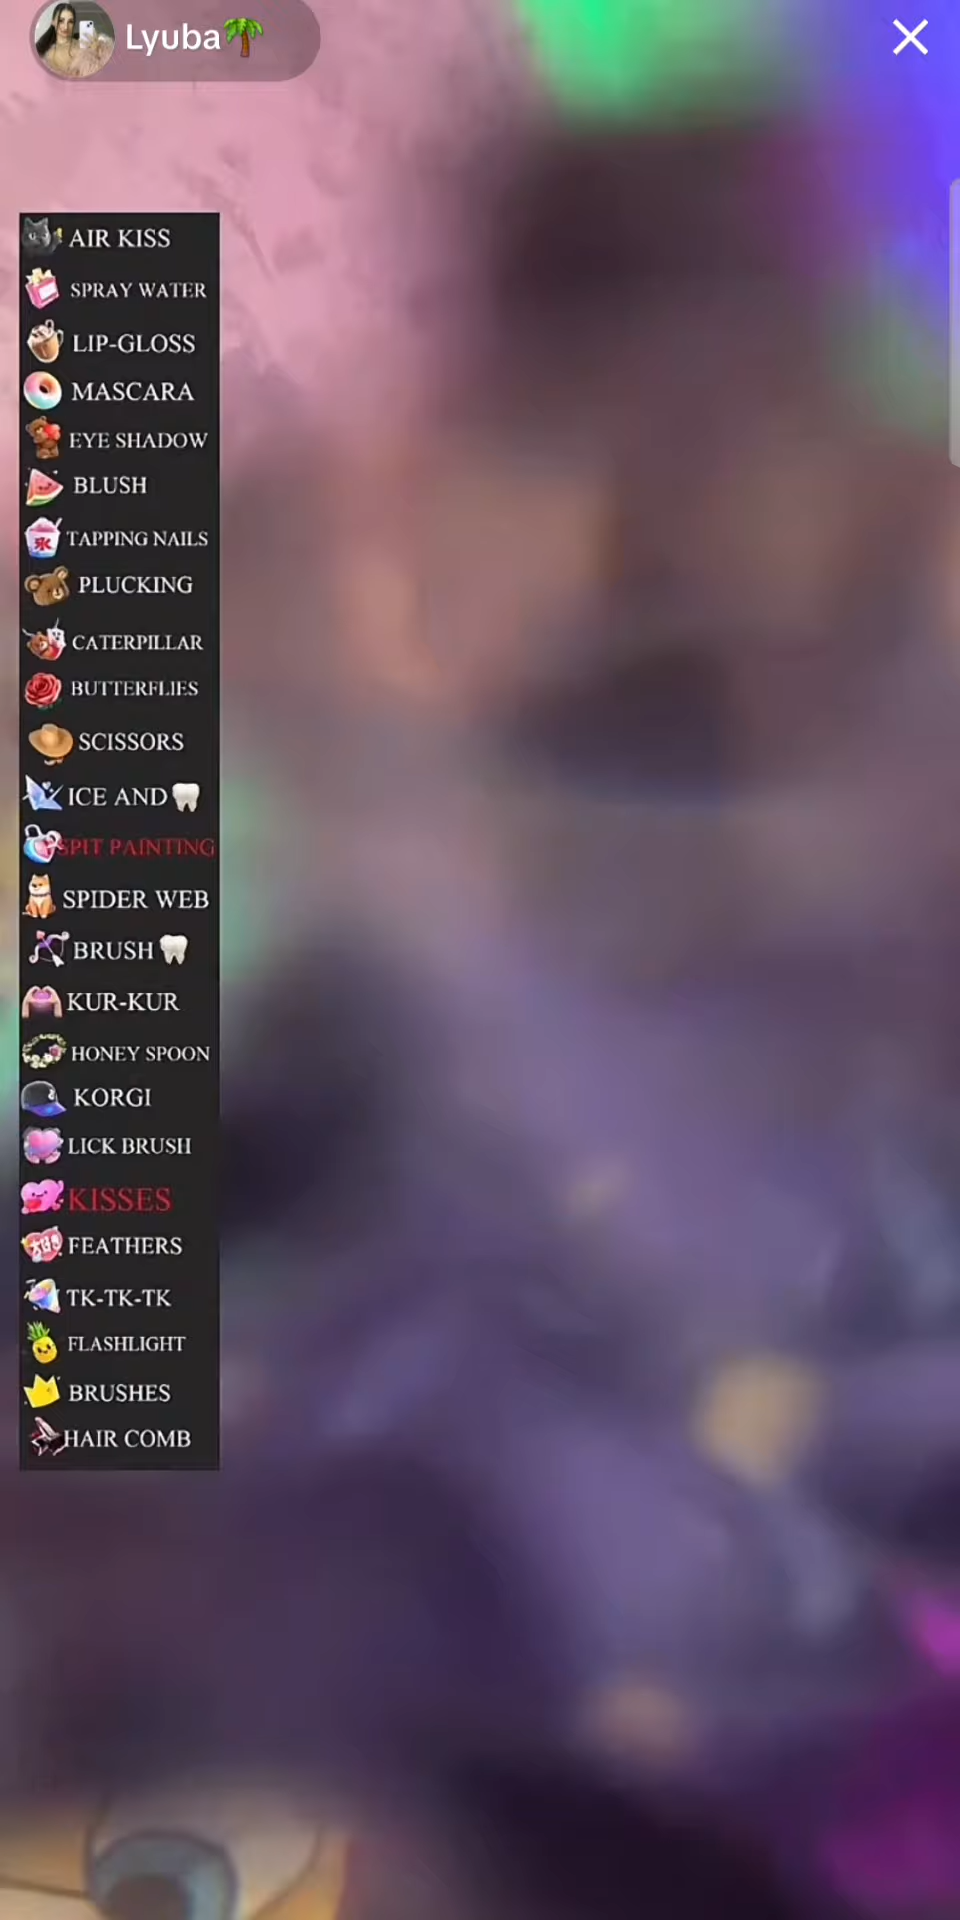 Lyuba🌴
AIR KISS
SPRAY WATER
LIP-GLOSS
MASCARA
EYE SHADOW
BLUSH
TAPPING NAILS
PLUCKING
CATERPILLAR
BUTTERFLIES
SCISSORS
ICE AND🦷
SPIT PAINTING
SPIDER WEB
BRUSH🦷
KUR-KUR
HONEY SPOON
KORGI
LICK BRUSH
KISSES
FEATHERS
TK-TK-TK
FLASHLIGHT
BRUSHES
HAIR COMB